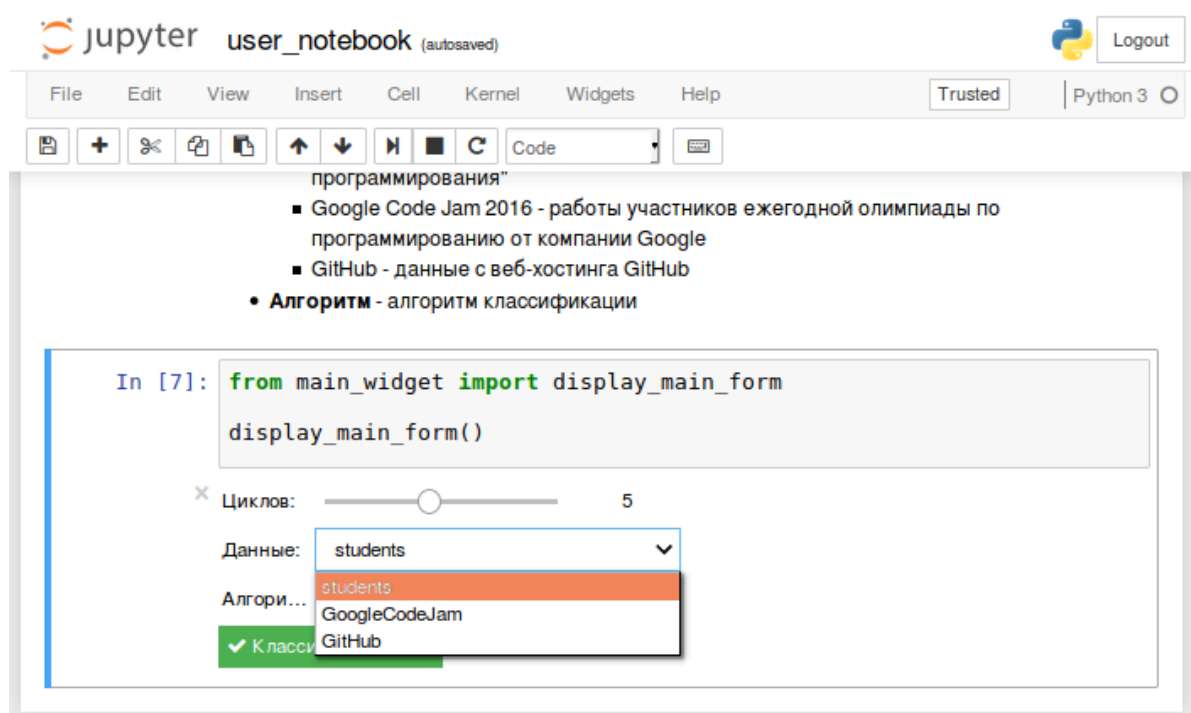 jupyter user_notebook (autosaved) Logout
File Edit View Insert Cell Kernel Widgets Help Trusted Python 3
Code
программирования"
Google Code Jam 2016 - работы участников ежегодной олимпиады по
программированию от компании Google
GitHub - данные с веб-хостинга GitHub
Алгоритм - алгоритм классификации
In [7]: from main_widget import display_main_form
display_main_form()
Циклов: 5
Данные: students
students
Алгори...
GoogleCodeJam
GitHub